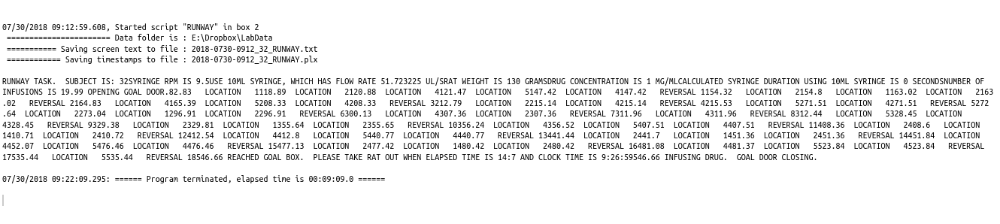 07/30/2018 09:12:59.608, Started script "RUNWAY" in box 2
======================= Data folder is : E:\Dropbox\LabData
=========== Saving screen text to file : 2018-0730-0912_32_RUNWAY.txt
============ Saving timestamps to file : 2018-0730-0912_32_RUNWAY.plx
RUNWAY TASK.  SUBJECT IS: 32SYRINGE RPM IS 9.5USE 10ML SYRINGE, WHICH HAS FLOW RATE 51.723225 UL/SRAT WEIGHT IS 130 GRAMSDRUG CONCENTRATION IS 1 MG/MLCALCULATED SYRINGE DURATION USING 10ML SYRINGE IS 0 SECONDSNUMBER OF
INFUSIONS IS 19.99 OPENING GOAL DOOR.82.83   LOCATION   1118.89  LOCATION   2120.88  LOCATION   4121.47   LOCATION   5147.42  LOCATION   4147.42   REVERSAL 1154.32   LOCATION   2154.8   LOCATION   1163.02  LOCATION   2163
.02   REVERSAL 2164.83   LOCATION   4165.39   LOCATION   5208.33  LOCATION   4208.33   REVERSAL 3212.79   LOCATION   2215.14  LOCATION   4215.14   REVERSAL 4215.53   LOCATION   5271.51  LOCATION   4271.51   REVERSAL 5272
.64  LOCATION   2273.04  LOCATION   1296.91  LOCATION   2296.91   REVERSAL 6300.13   LOCATION   4307.36  LOCATION   2307.36   REVERSAL 7311.96   LOCATION   4311.96   REVERSAL 8312.44   LOCATION   5328.45  LOCATION
4328.45   REVERSAL 9329.38   LOCATION   2329.81  LOCATION   1355.64  LOCATION   2355.65   REVERSAL 10356.24  LOCATION   4356.52  LOCATION   5407.51  LOCATION   4407.51   REVERSAL 11408.36  LOCATION   2408.6   LOCATION
1410.71  LOCATION   2410.72   REVERSAL 12412.54  LOCATION   4412.8   LOCATION   5440.77  LOCATION   4440.77   REVERSAL 13441.44  LOCATION   2441.7   LOCATION   1451.36  LOCATION   2451.36   REVERSAL 14451.84  LOCATION
4452.07  LOCATION   5476.46  LOCATION   4476.46   REVERSAL 15477.13  LOCATION   2477.42  LOCATION   1480.42  LOCATION   2480.42   REVERSAL 16481.08  LOCATION   4481.37  LOCATION   5523.84  LOCATION   4523.84   REVERSAL
17535.44   LOCATION   5535.44   REVERSAL 18546.66 REACHED GOAL BOX.  PLEASE TAKE RAT OUT WHEN ELAPSED TIME IS 14:7 AND CLOCK TIME IS 9:26:59546.66 INFUSING DRUG.  GOAL DOOR CLOSING.
07/30/2018 09:22:09.295: ====== Program terminated, elapsed time is 00:09:09.0 ======